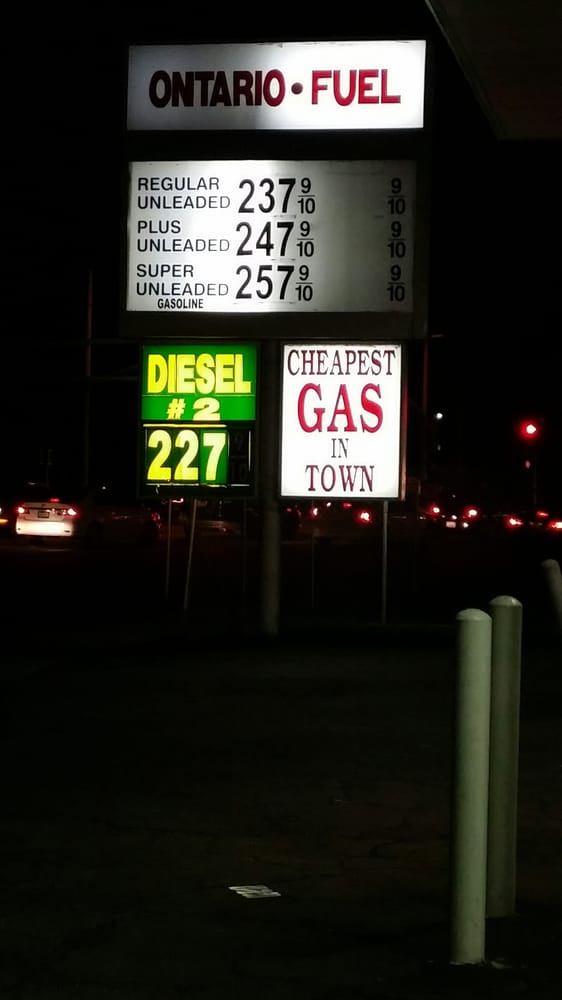 ONTARIO • FUEL
REGULAR
UNLEADED 237 9/10 9/10
PLUS
UNLEADED 247 9/10 9/10
SUPER
UNLEADED 257 9/10 9/10
GASOLINE
DIESEL
#2
227
CHEAPEST
GAS
IN
TOWN